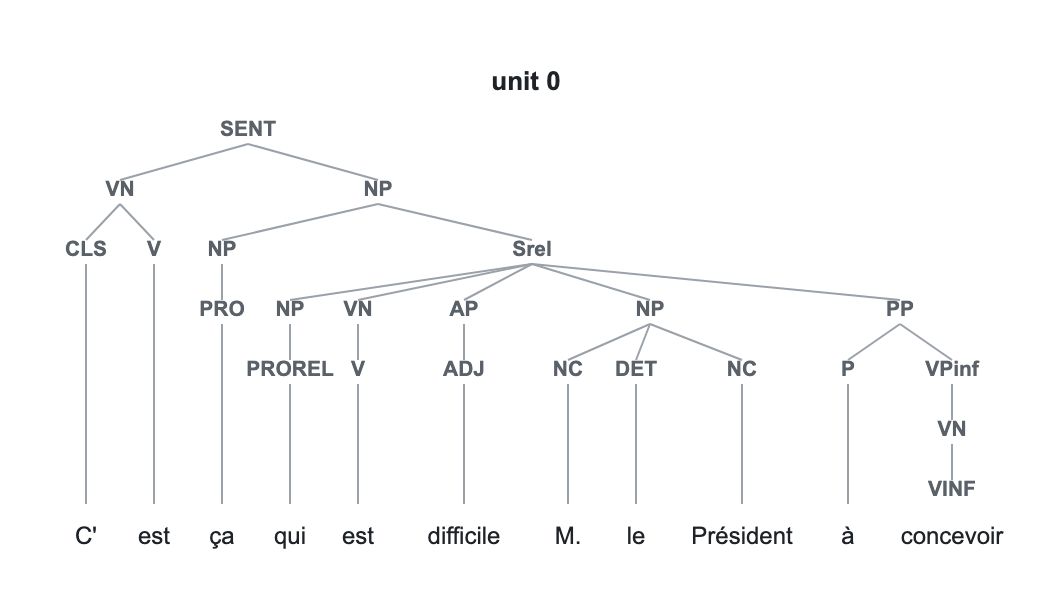 unit 0
SENT
VN NP
CLS V NP Srel
PRO NP VN AP NP PP
PROREL V ADJ NC DET NC P VPinf
VN
VINF
C' est ça qui est difficile M. le Président à concevoir